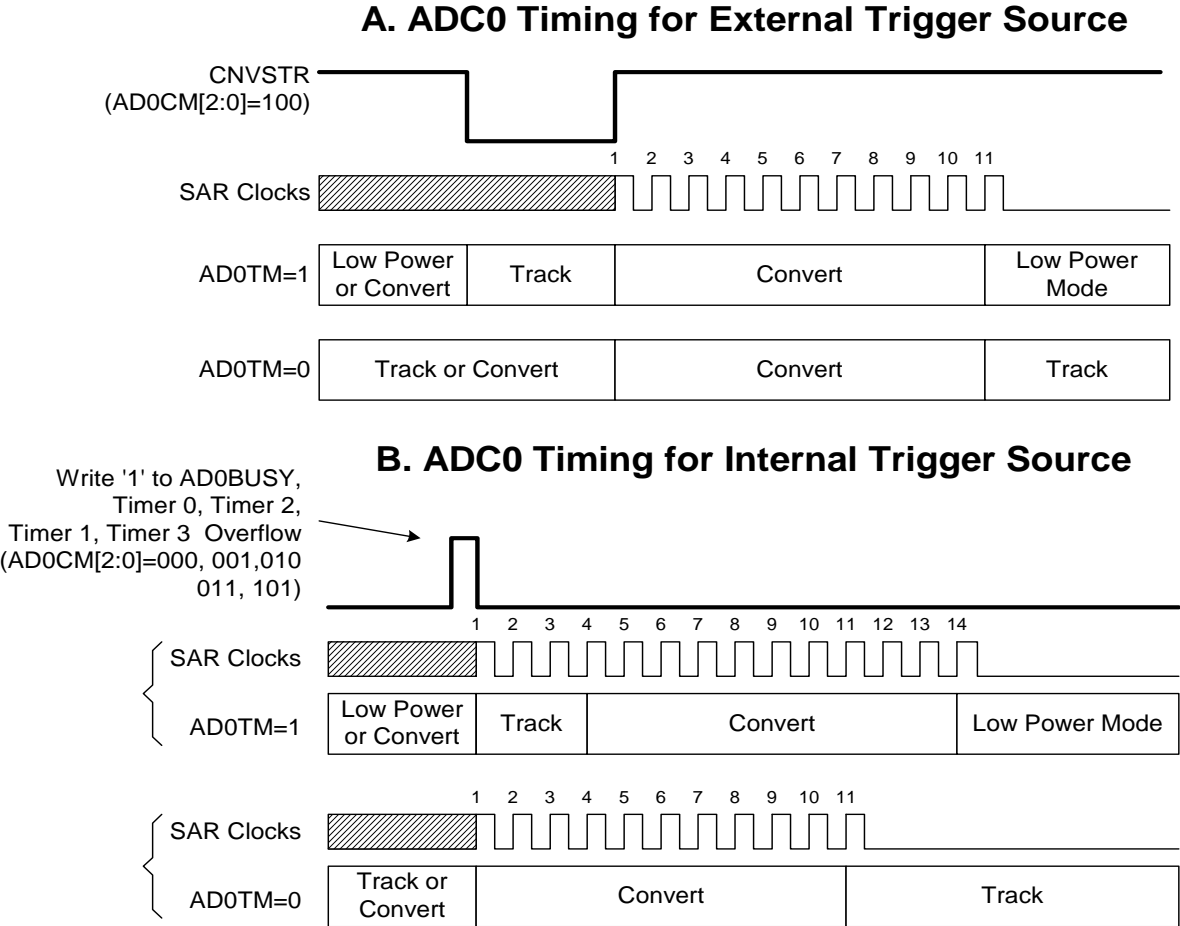 A. ADC0 Timing for External Trigger Source
CNVSTR
(AD0CM[2:0]=100)
1 2 3 4 5 6 7 8 9 10 11
SAR Clocks
AD0TM=1
Low Power
or Convert
Track
Convert
Low Power
Mode
AD0TM=0
Track or Convert
Convert
Track
B. ADC0 Timing for Internal Trigger Source
Write '1' to AD0BUSY,
Timer 0, Timer 2,
Timer 1, Timer 3 Overflow
(AD0CM[2:0]=000, 001,010
011, 101)
1 2 3 4 5 6 7 8 9 10 11 12 13 14
SAR Clocks
AD0TM=1
Low Power
or Convert
Track
Convert
Low Power Mode
1 2 3 4 5 6 7 8 9 10 11
SAR Clocks
AD0TM=0
Track or
Convert
Convert
Track